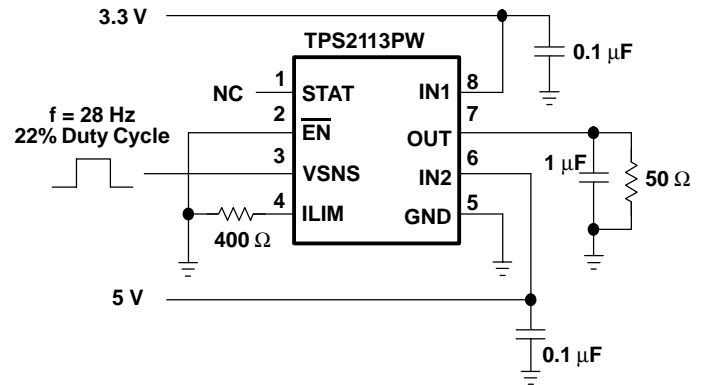 3.3 V
TPS2113PW
0.1 µF
NC
1
STAT
IN1
8
f = 28 Hz
22% Duty Cycle
2
EN
OUT
7
3
VSNS
IN2
6
1 µF
50 Ω
4
ILIM
GND
5
400 Ω
5 V
0.1 µF